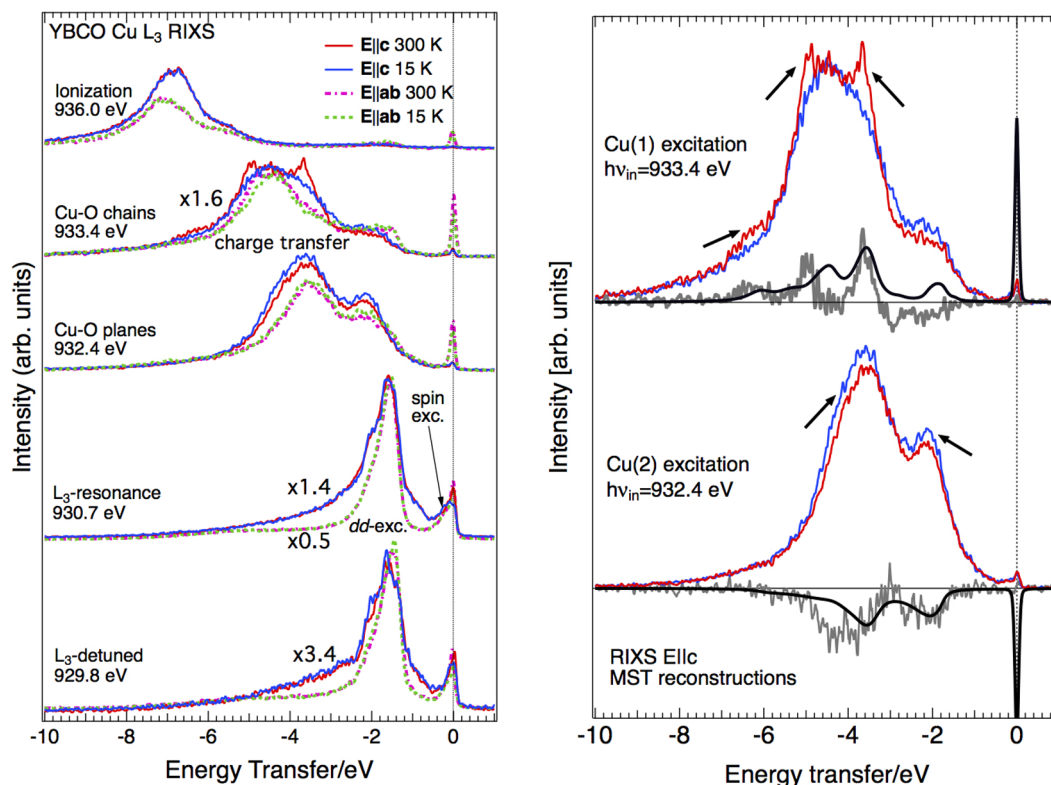 YBCO Cu L3 RIXS
E||c 300 K
E||c 15 K
E||ab 300 K
E||ab 15 K
Ionization
936.0 eV
x1.6
Cu-O chains
933.4 eV
charge transfer
Cu-O planes
932.4 eV
spin
exc.
x1.4
L3-resonance
930.7 eV
dd-exc.
x0.5
x3.4
L3-detuned
929.8 eV
-10 -8 -6 -4 -2 0
Energy Transfer/eV
Intensity (arb. units)
Cu(1) excitation
hνin=933.4 eV
Cu(2) excitation
hνin=932.4 eV
RIXS E||c
MST reconstructions
-10 -8 -6 -4 -2 0
Energy transfer/eV
Intensity [arb. units]